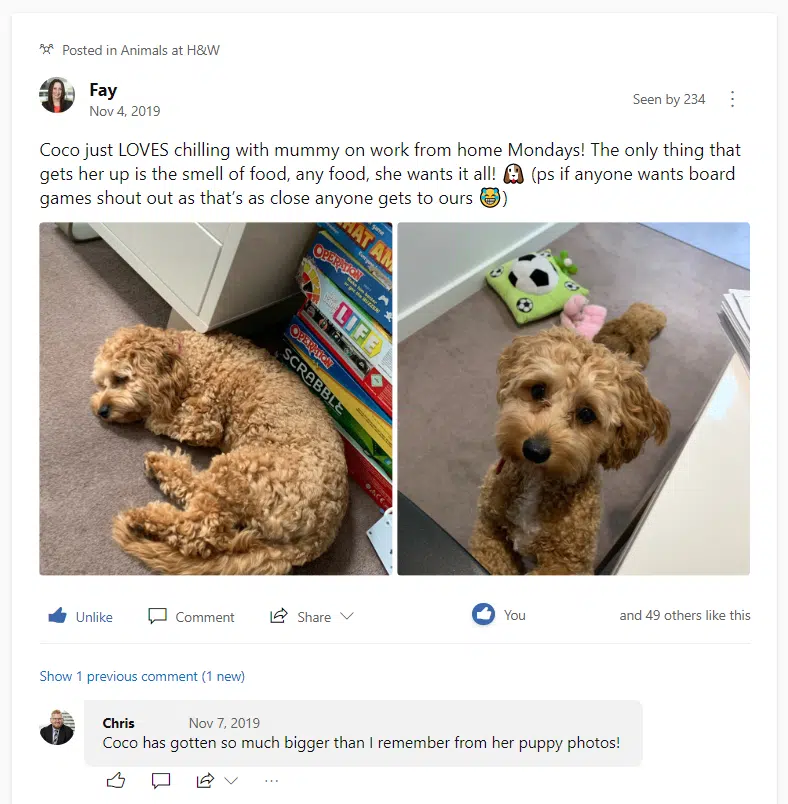 Posted in Animals at H&W
Fay
Nov 4, 2019
Seen by 234
Coco just LOVES chilling with mummy on work from home Mondays! The only thing that
gets her up is the smell of food, any food, she wants it all! 🐶 (ps if anyone wants board
games shout out as that's as close anyone gets to ours 😹)
OPERATION
LIFE
OPERATION
SCRABBLE
Unlike
Comment
Share
You
and 49 others like this
Show 1 previous comment (1 new)
Chris
Nov 7, 2019
Coco has gotten so much bigger than I remember from her puppy photos!